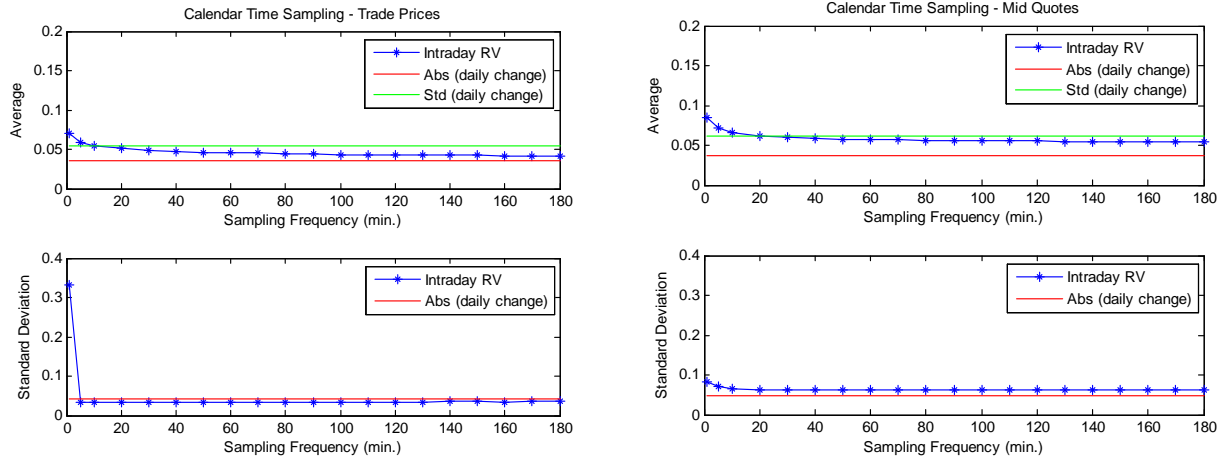 Calendar Time Sampling - Trade Prices
0.2
0.15
0.1
0.05
0
Average
Intraday RV
Abs (daily change)
Std (daily change)
0 20 40 60 80 100 120 140 160 180
Sampling Frequency (min.)
0.4
0.3
0.2
0.1
0
Standard Deviation
Intraday RV
Abs (daily change)
0 20 40 60 80 100 120 140 160 180
Sampling Frequency (min.)
Calendar Time Sampling - Mid Quotes
0.2
0.15
0.1
0.05
0
Average
Intraday RV
Abs (daily change)
Std (daily change)
0 20 40 60 80 100 120 140 160 180
Sampling Frequency (min.)
0.4
0.3
0.2
0.1
0
Standard Deviation
Intraday RV
Abs (daily change)
0 20 40 60 80 100 120 140 160 180
Sampling Frequency (min.)